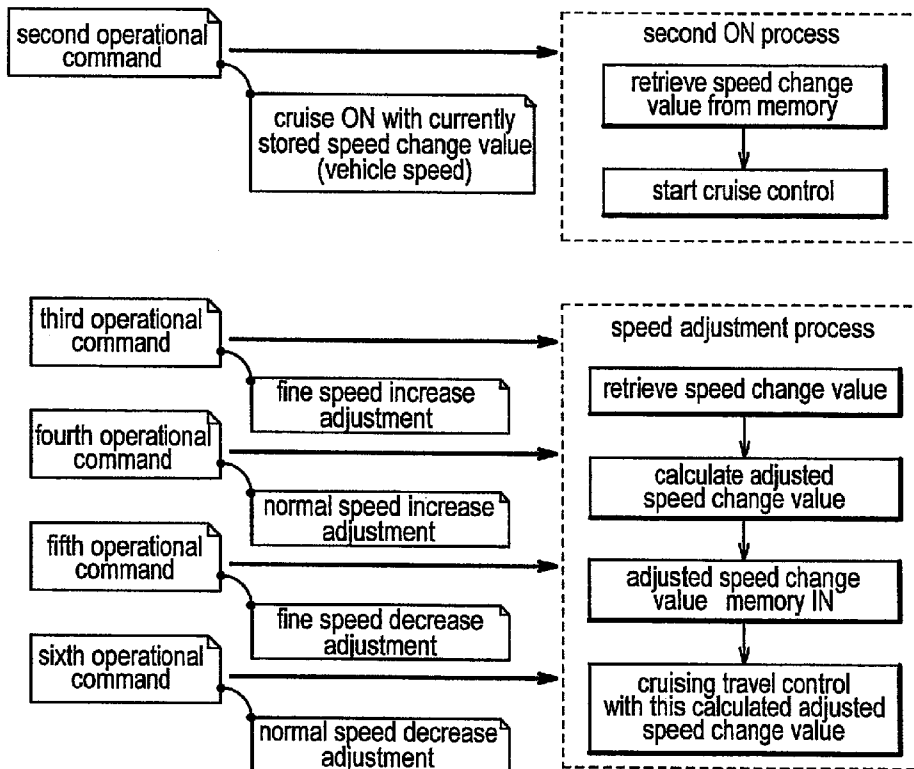 second operational
command
cruise ON with currently
stored speed change value
(vehicle speed)
second ON process
retrieve speed change
value from memory
start cruise control
third operational
command
fine speed increase
adjustment
fourth operational
command
normal speed increase
adjustment
fifth operational
command
fine speed decrease
adjustment
sixth operational
command
normal speed decrease
adjustment
speed adjustment process
retrieve speed change value
calculate adjusted
speed change value
adjusted speed change
value memory IN
cruising travel control
with this calculated adjusted
speed change value